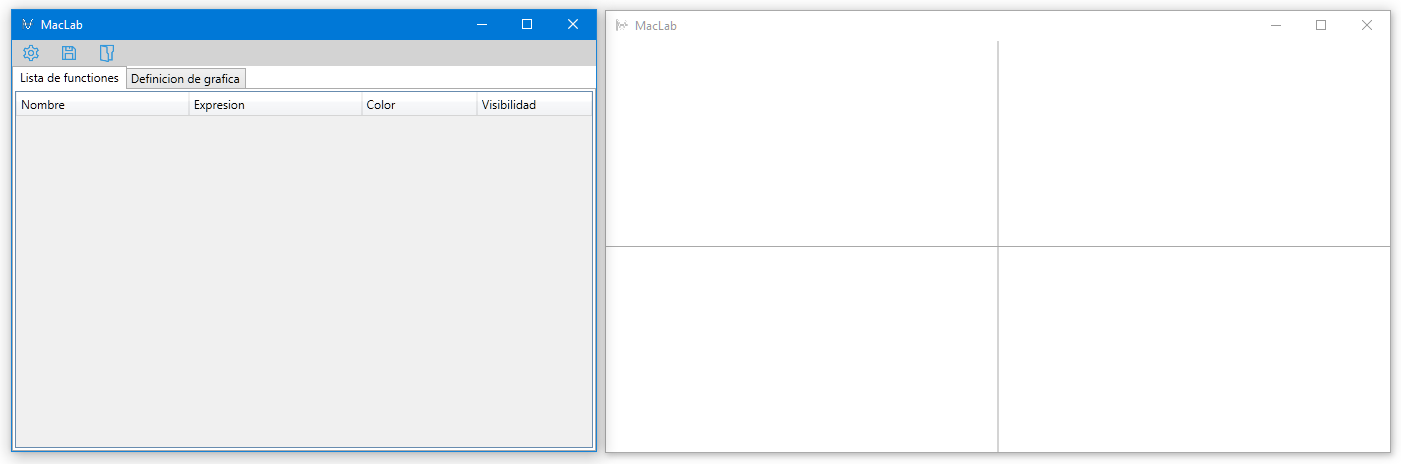 MacLab
Lista de functiones
Definicion de grafica
Nombre Expresion Color Visibilidad
MacLab